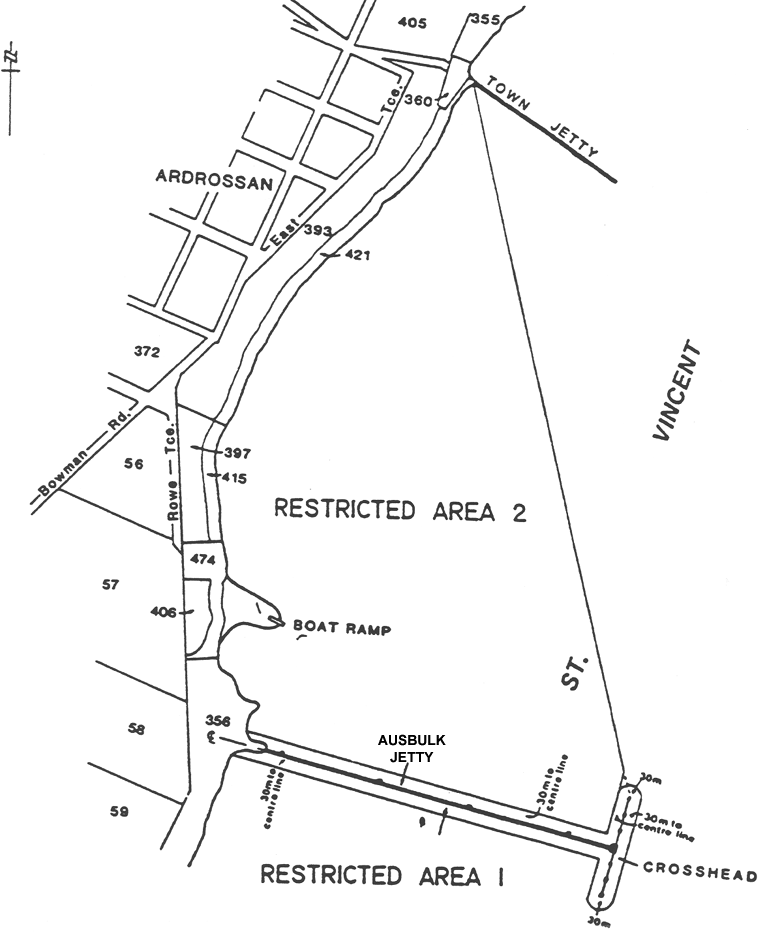 405
355
N
360
Tce.
TOWN JETTY
ARDROSSAN
East
393
421
VINCENT
372
Bowman Rd.
Rowe Tce.
56
397
415
RESTRICTED AREA 2
474
57
406
BOAT RAMP
ST.
356
58
AUSBULK
JETTY
30m to
centre line
30m to
centre line
30m
30m to
centre line
59
CROSSHEAD
RESTRICTED AREA 1
30m